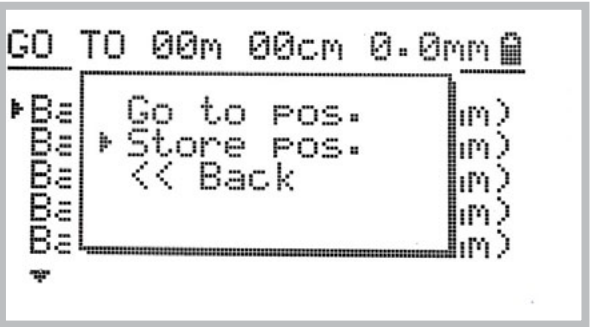 GO TO 00m 00cm 0.0mm
Go to pos.
Store pos.
<< Back